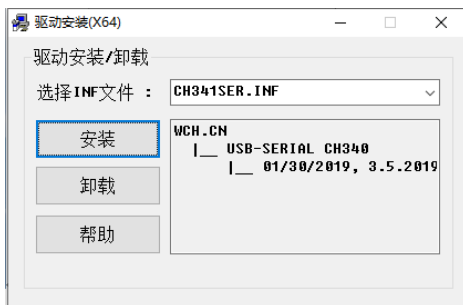 驱动安装(X64)
驱动安装/卸载
选择INF文件 : CH341SER.INF
安装
卸载
帮助
WCH.CN
|__ USB-SERIAL CH340
|__ 01/30/2019, 3.5.2019